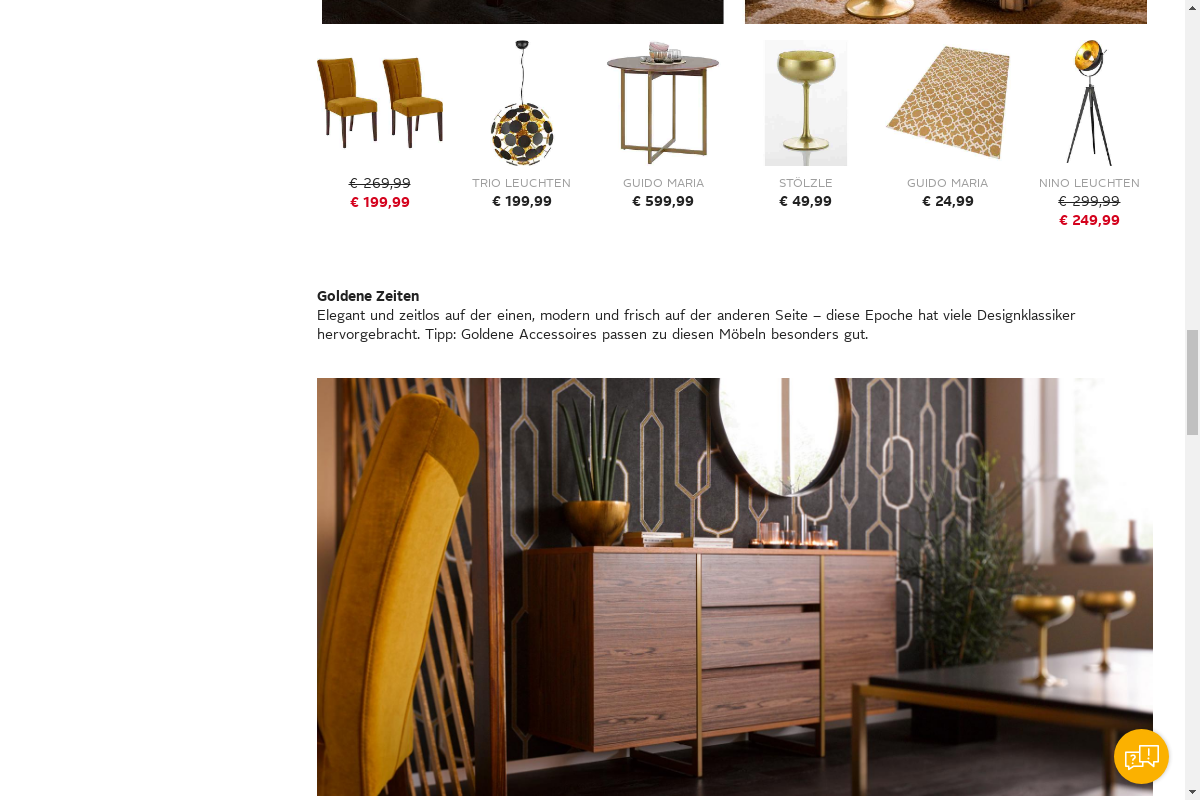 € 269,99
€ 199,99
TRIO LEUCHTEN
€ 199,99
GUIDO MARIA
€ 599,99
STÖLZLE
€ 49,99
GUIDO MARIA
€ 24,99
NINO LEUCHTEN
€ 299,99
€ 249,99
Goldene Zeiten
Elegant und zeitlos auf der einen, modern und frisch auf der anderen Seite – diese Epoche hat viele Designklassiker
hervorgebracht. Tipp: Goldene Accessoires passen zu diesen Möbeln besonders gut.